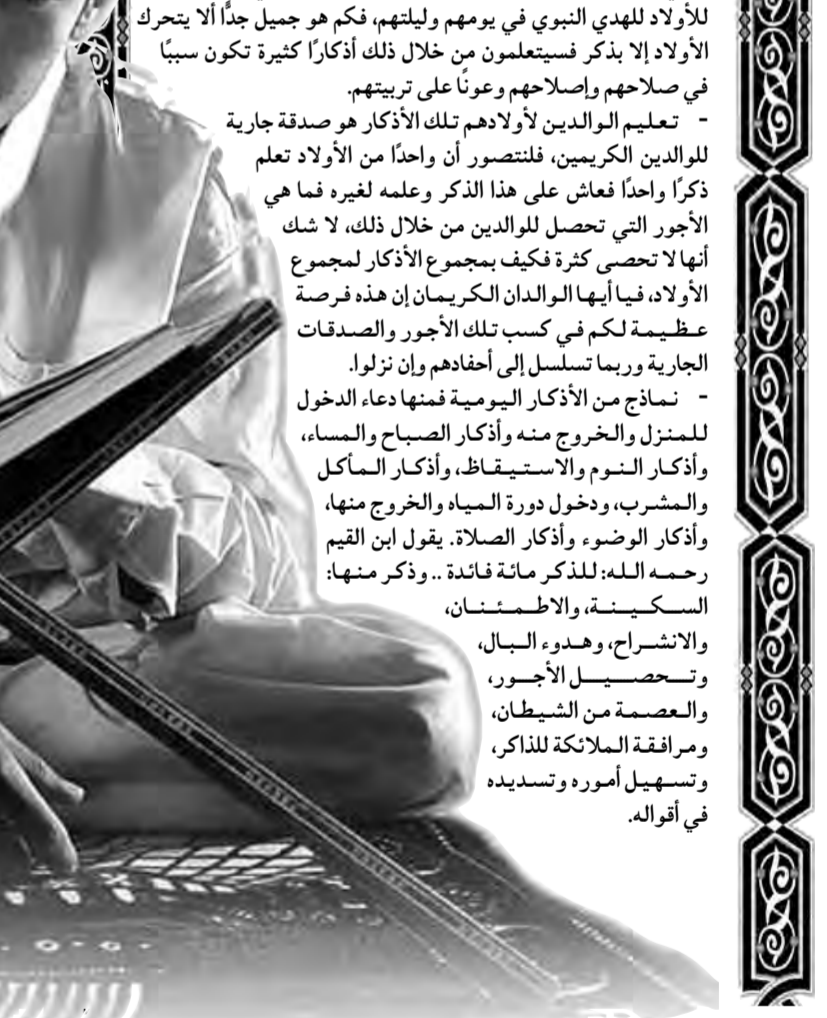 للأولاد للهدي النبوي في يومهم وليلتهم، فكم هو جميل جدًّا ألا يتحرك
الأولاد إلا بذكر فسيتعلمون من خلال ذلك أذكارًا كثيرة تكون سببًا
في صلاحهم وإصلاحهم وعونًا على تربيتهم.
- تعليم الوالدين لأولادهم تلك الأذكار هو صدقة جارية
للوالدين الكريمين، فلنتصور أن واحدًا من الأولاد تعلم
ذكرًا واحدًا فعاش على هذا الذكر وعلمه لغيره فما هي
الأجور التي تحصل للوالدين من خلال ذلك، لا شك
أنها لا تحصى كثرة فكيف بمجموع الأذكار لمجموع
الأولاد، فيا أيها الوالدان الكريمان إن هذه فرصة
عظيمة لكم في كسب تلك الأجور والصدقات
الجارية وربما تسلسل إلى أحفادهم وإن نزلوا.
- نماذج من الأذكار اليومية فمنها دعاء الدخول
للمنزل والخروج منه وأذكار الصباح والمساء،
وأذكار النوم والاستيقاظ، وأذكار المأكل
والمشرب، ودخول دورة المياه والخروج منها،
وأذكار الوضوء وأذكار الصلاة. يقول ابن القيم
رحمه الله: للذكر مائة فائدة .. وذكر منها:
السكينة، والاطمئنان،
والانشراح، وهدوء البال،
وتحصيل الأجور،
والعصمة من الشيطان،
ومرافقة الملائكة للذاكر،
وتسهيل أموره وتسديده
في أقواله.